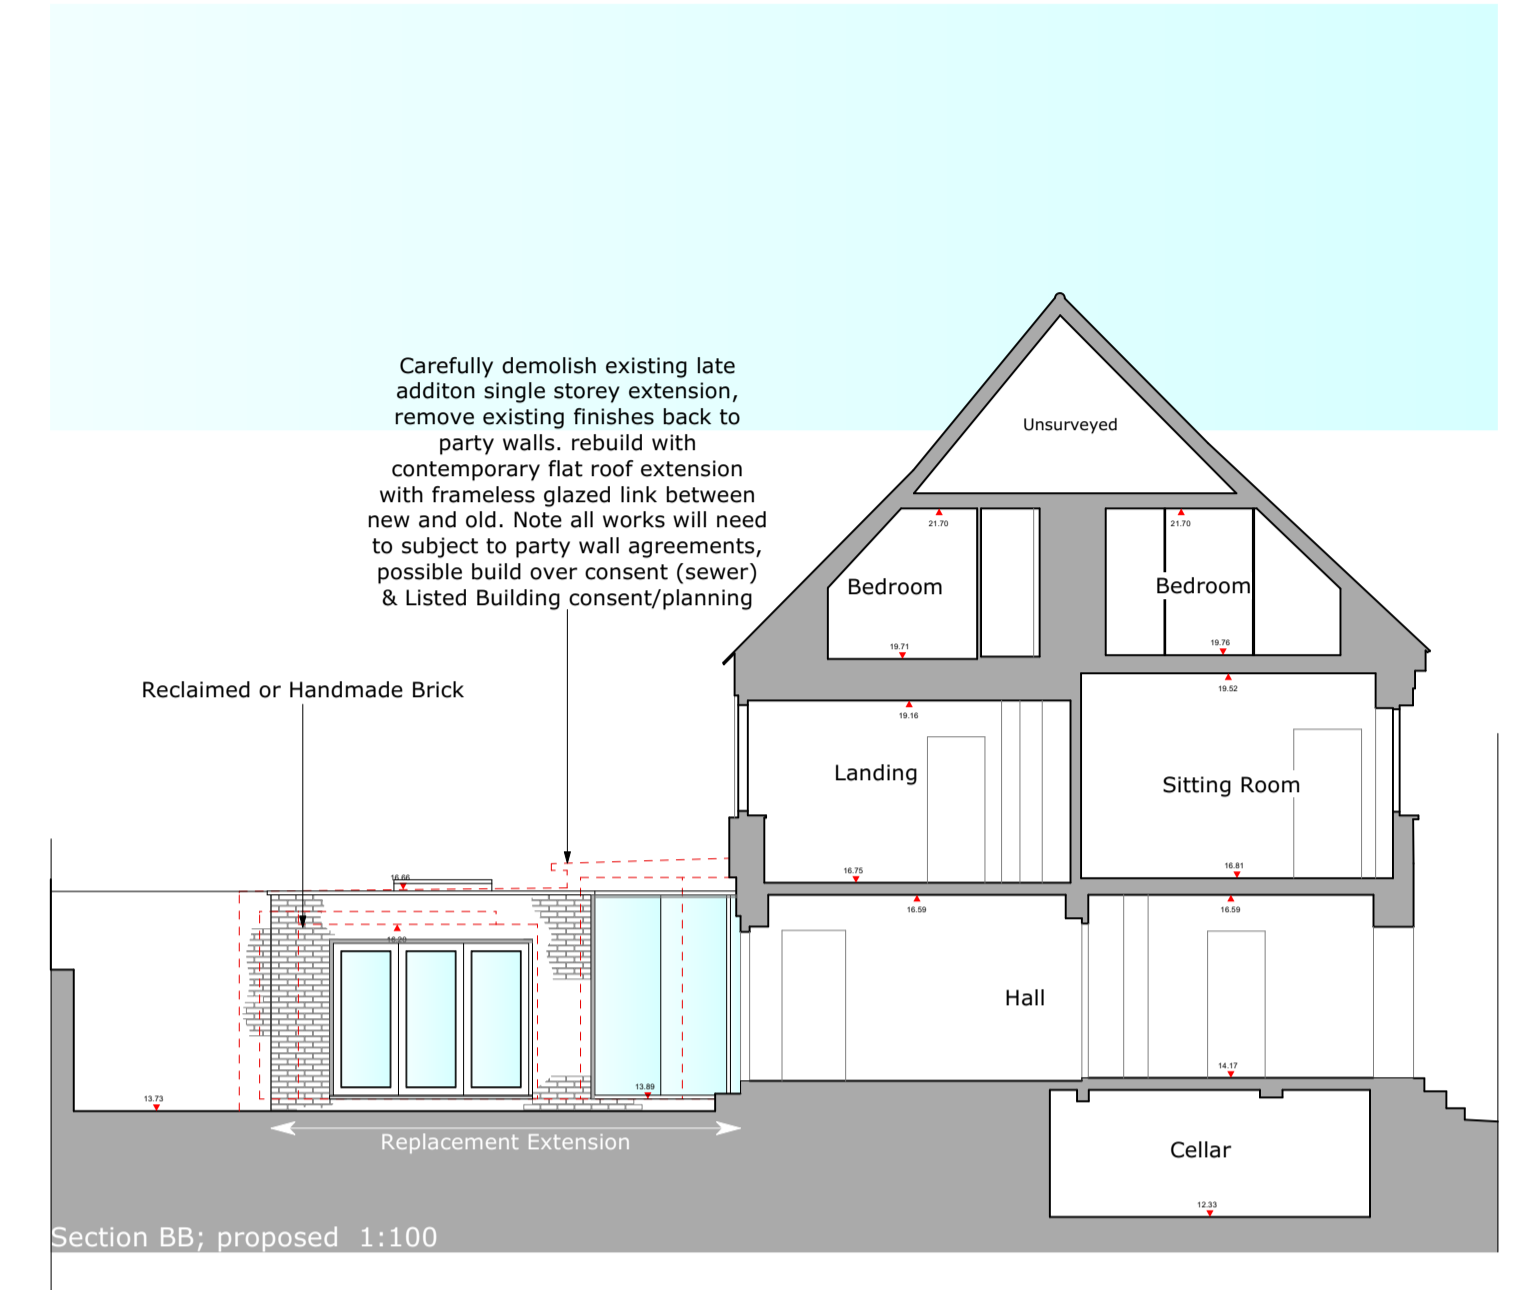 Carefully demolish existing late
additon single storey extension,
remove existing finishes back to
party walls. rebuild with
contemporary flat roof extension
with frameless glazed link between
new and old. Note all works will need
to subject to party wall agreements,
possible build over consent (sewer)
& Listed Building consent/planning
Reclaimed or Handmade Brick
Unsurveyed
21.70
21.70
Bedroom
Bedroom
19.71
19.76
19.52
19.16
Landing
Sitting Room
16.75
16.81
16.66
16.59
16.59
16.20
Hall
14.17
13.89
13.73
Replacement Extension
Cellar
12.33
Section BB; proposed 1:100